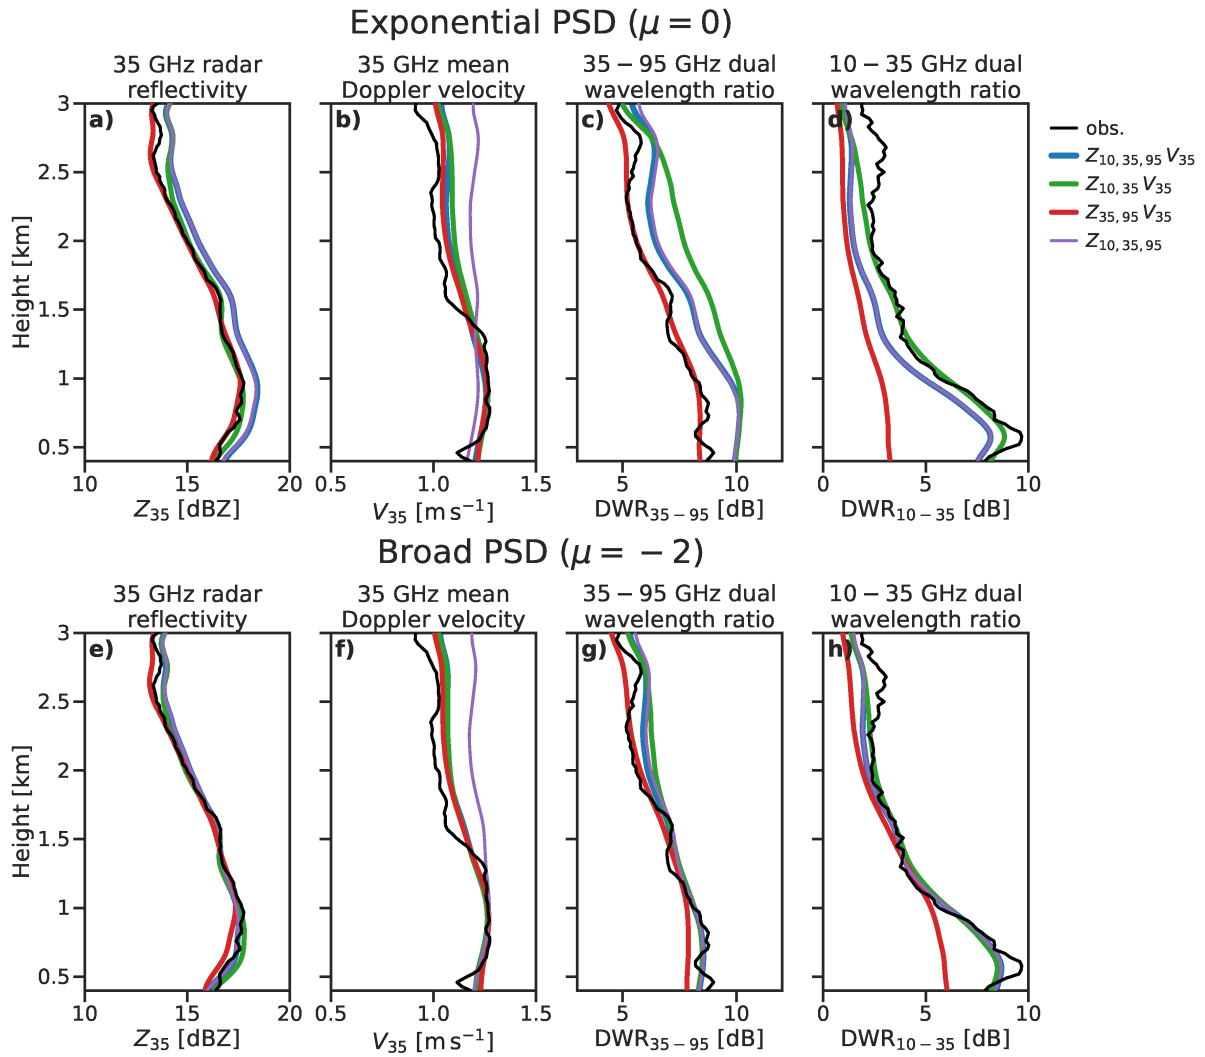 Exponential PSD (μ = 0)
35 GHz radar
reflectivity
35 GHz mean
Doppler velocity
35 − 95 GHz dual
wavelength ratio
10 − 35 GHz dual
wavelength ratio
a)
b)
c)
d)
obs.
Z10,35,95V35
Z10,35V35
Z35,95V35
Z10,35,95
Height [km]
3
2.5
2
1.5
1
0.5
10 15 20
0.5 1.0 1.5
5 10
0 5 10
Z35 [dBZ]
V35 [m s−1]
DWR35 − 95 [dB]
DWR10 − 35 [dB]
Broad PSD (μ = − 2)
35 GHz radar
reflectivity
35 GHz mean
Doppler velocity
35 − 95 GHz dual
wavelength ratio
10 − 35 GHz dual
wavelength ratio
e)
f)
g)
h)
Height [km]
3
2.5
2
1.5
1
0.5
10 15 20
0.5 1.0 1.5
5 10
0 5 10
Z35 [dBZ]
V35 [m s−1]
DWR35 − 95 [dB]
DWR10 − 35 [dB]